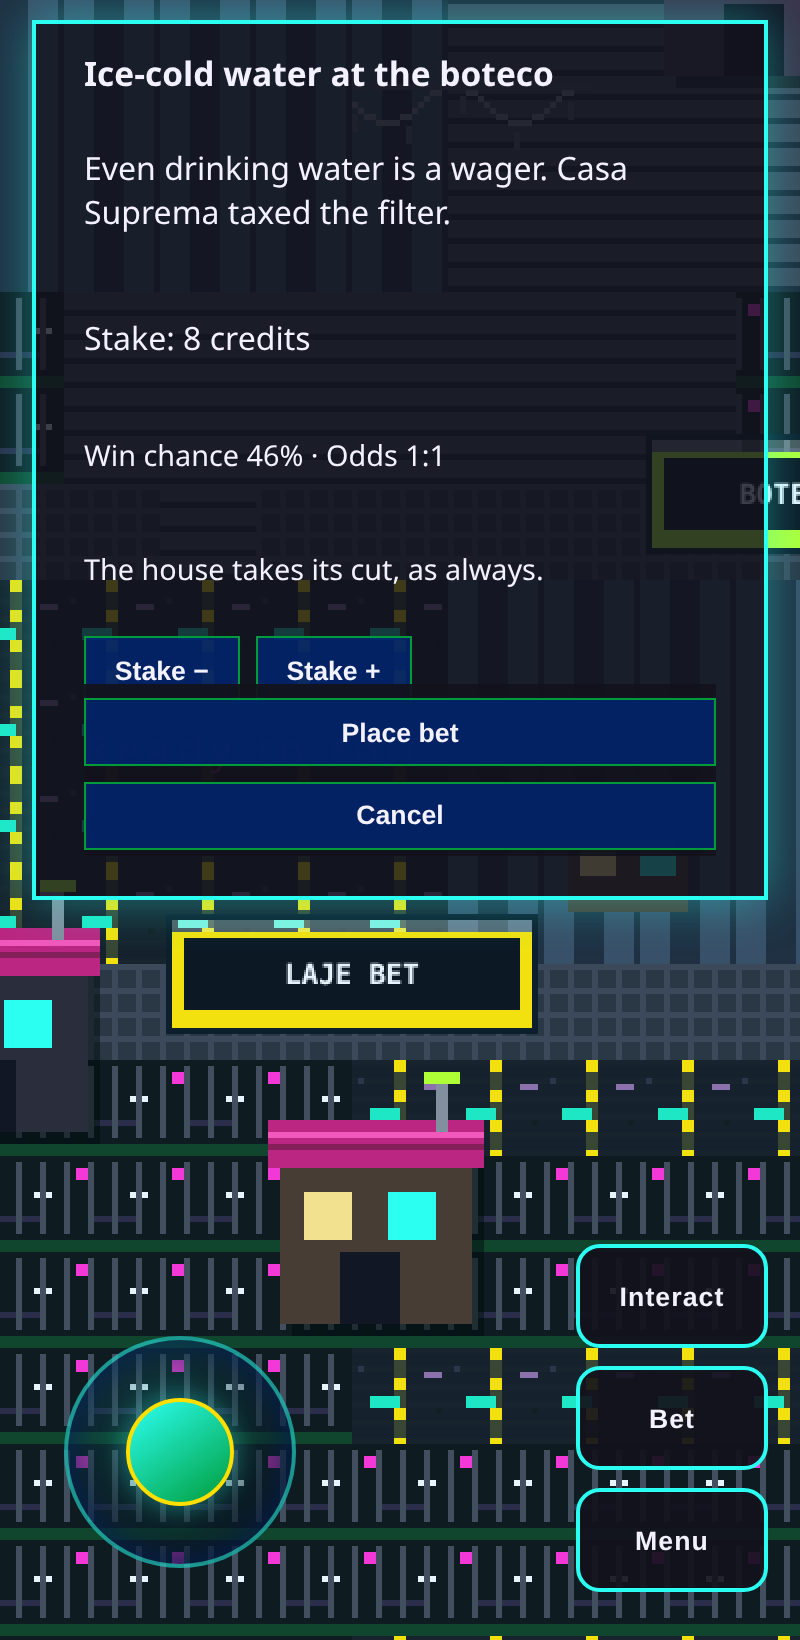 Ice-cold water at the boteco
Even drinking water is a wager. Casa
Suprema taxed the filter.
Stake: 8 credits
Win chance 46% · Odds 1:1
BOTE
The house takes its cut, as always.
Stake − Stake +
Place bet
Cancel
LAJE BET
Interact
Bet
Menu